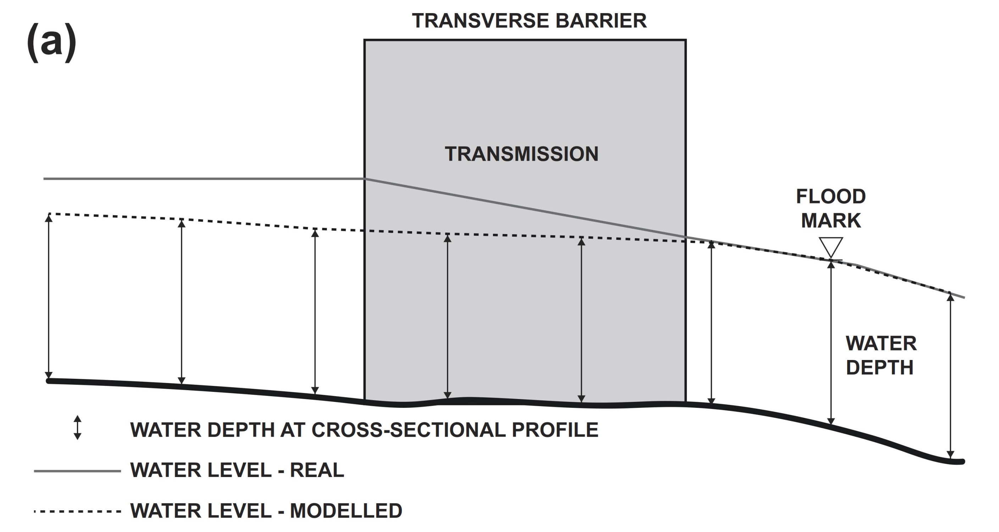 (a)
TRANSVERSE BARRIER
TRANSMISSION
FLOOD
MARK
WATER
DEPTH
WATER DEPTH AT CROSS-SECTIONAL PROFILE
WATER LEVEL - REAL
WATER LEVEL - MODELLED